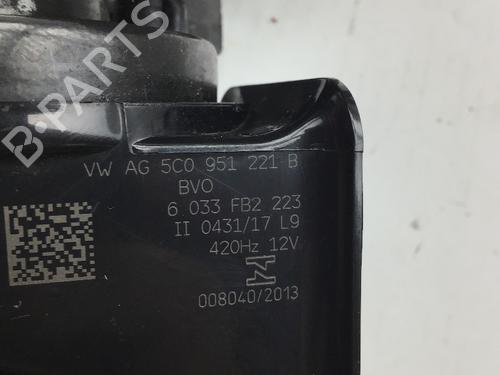 B-PARTS
VW AG 5C0 951 221 B
BVO
6 033 FB2 223
II 0431/17 L9
420Hz 12V
008040/2013